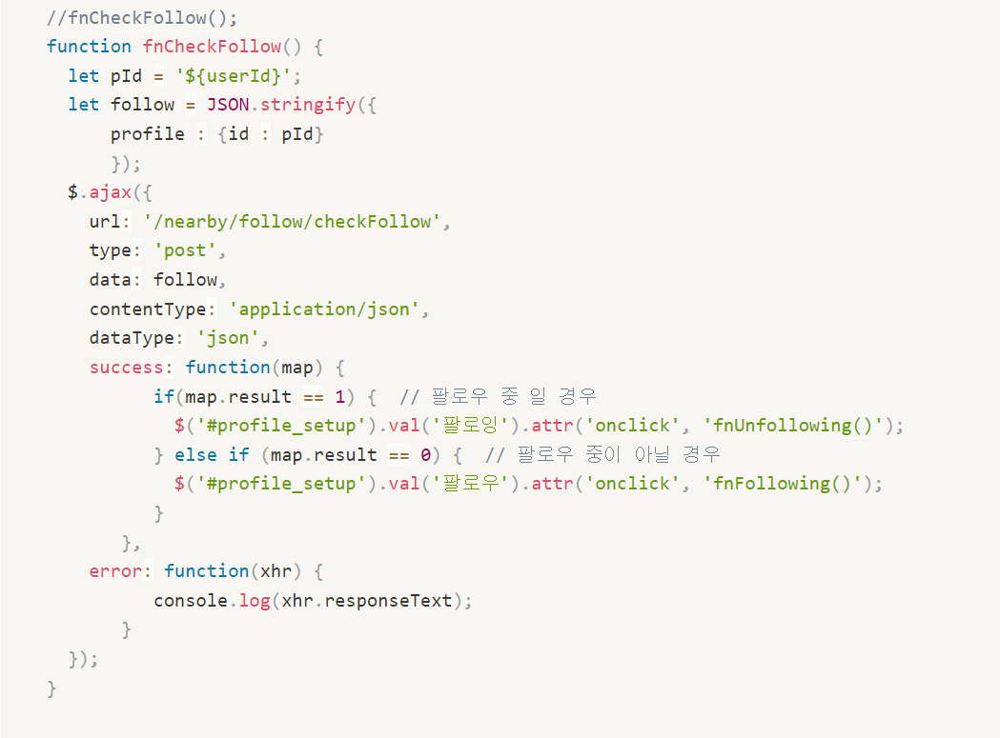 //fnCheckFollow();
function fnCheckFollow() {
  let pId = '${userId}';
  let follow = JSON.stringify({
      profile : {id : pId}
      });
  $.ajax({
    url: '/nearby/follow/checkFollow',
    type: 'post',
    data: follow,
    contentType: 'application/json',
    dataType: 'json',
    success: function(map) {
          if(map.result == 1) {  // 팔로우 중 일 경우
            $('#profile_setup').val('팔로잉').attr('onclick', 'fnUnfollowing()');
          } else if (map.result == 0) {  // 팔로우 중이 아닐 경우
            $('#profile_setup').val('팔로우').attr('onclick', 'fnFollowing()');
          }
       },
    error: function(xhr) {
          console.log(xhr.responseText);
       }
  });
}